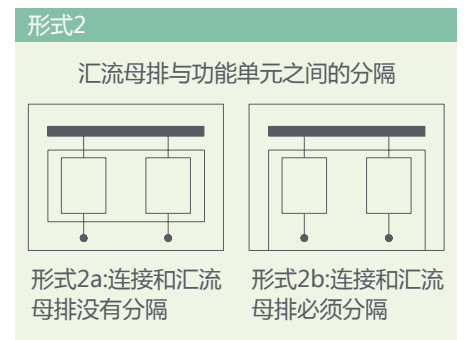 形式2
汇流母排与功能单元之间的分隔
形式2a:连接和汇流
母排没有分隔
形式2b:连接和汇流
母排必须分隔